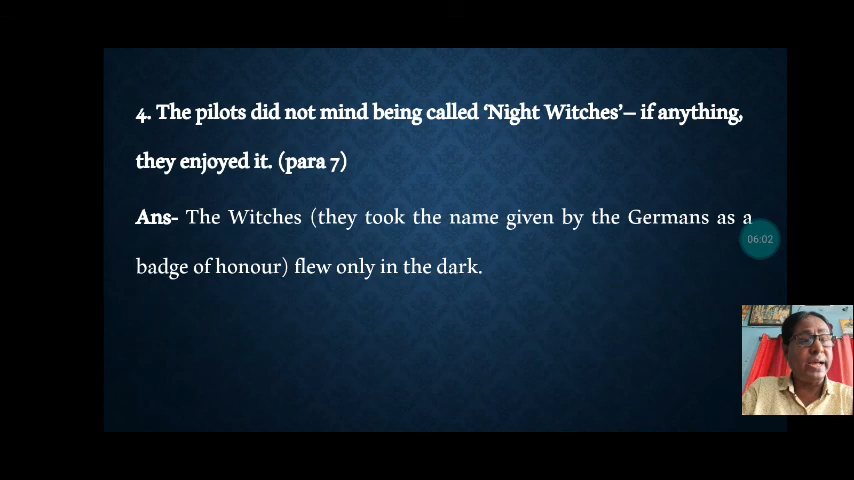 4. The pilots did not mind being called ‘Night Witches’– if anything,
they enjoyed it. (para 7)
Ans- The Witches (they took the name given by the Germans as a
badge of honour) flew only in the dark.
06:02